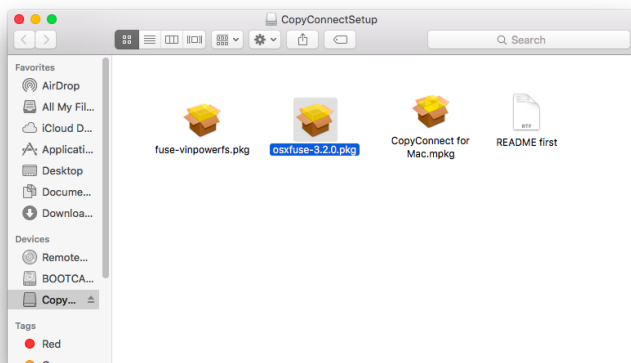 CopyConnectSetup
Search
Favorites
AirDrop
All My Fil...
iCloud D...
Applicati...
Desktop
Docume...
Downloa...
Devices
Remote...
BOOTCA...
Copy...
Tags
Red
fuse-vinpowerfs.pkg
osxfuse-3.2.0.pkg
CopyConnect for
Mac.mpkg
RTF
README first